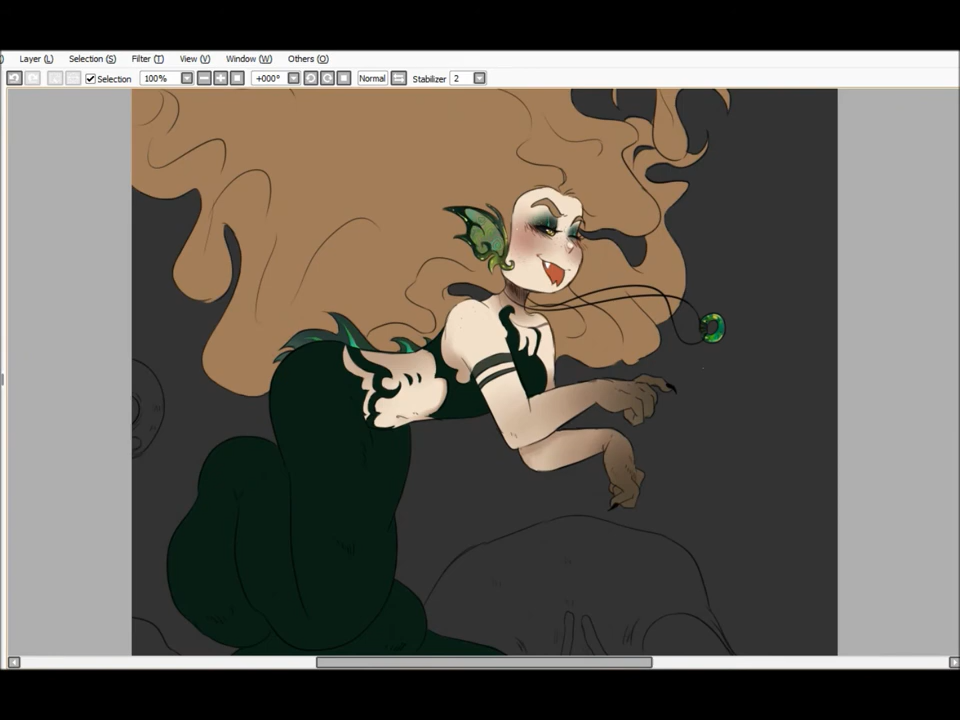 ) Layer (L) Selection (S) Filter (T) View (V) Window (W) Others (O)
Selection 100% +000° Normal Stabilizer 2